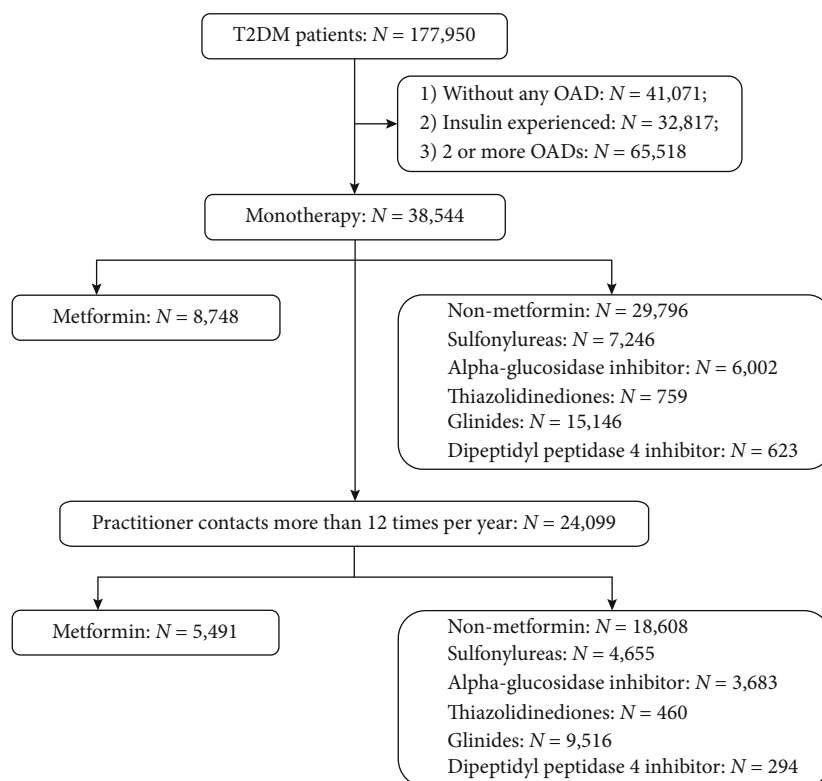 T2DM patients: N = 177,950
1) Without any OAD: N = 41,071;
2) Insulin experienced: N = 32,817;
3) 2 or more OADs: N = 65,518
Monotherapy: N = 38,544
Metformin: N = 8,748
Non-metformin: N = 29,796
Sulfonylureas: N = 7,246
Alpha-glucosidase inhibitor: N = 6,002
Thiazolidinediones: N = 759
Glinides: N = 15,146
Dipeptidyl peptidase 4 inhibitor: N = 623
Practitioner contacts more than 12 times per year: N = 24,099
Metformin: N = 5,491
Non-metformin: N = 18,608
Sulfonylureas: N = 4,655
Alpha-glucosidase inhibitor: N = 3,683
Thiazolidinediones: N = 460
Glinides: N = 9,516
Dipeptidyl peptidase 4 inhibitor: N = 294